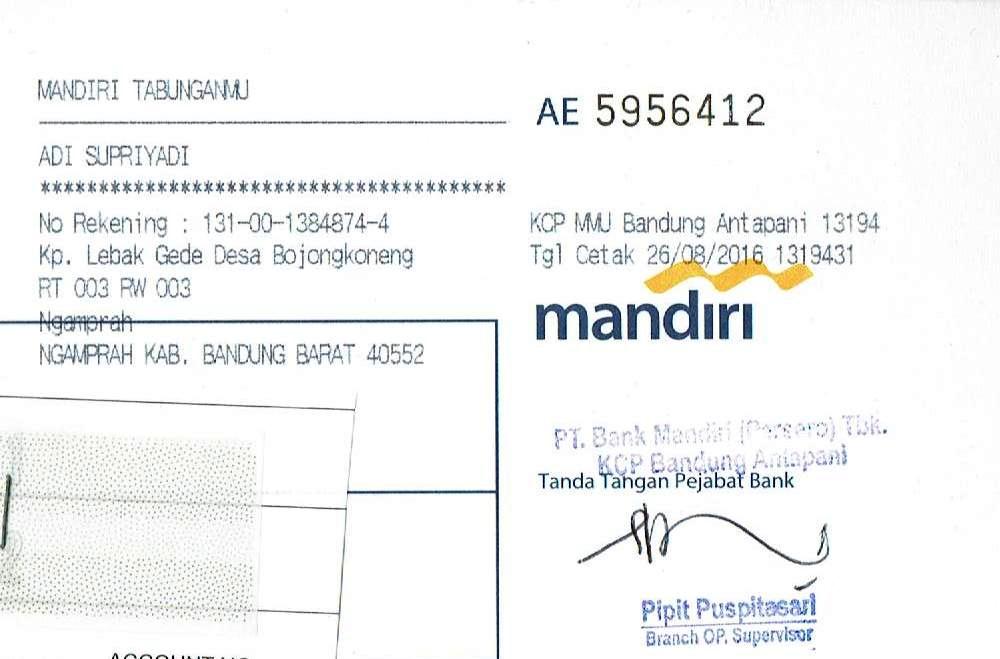 MANDIRI TABUNGANMU
AE 5956412
ADI SUPRIYADI
****************************************
No Rekening : 131-00-1384874-4
Kp. Lebak Gede Desa Bojongkoneng
RT 003 RW 003
Ngamprah
NGAMPRAH KAB. BANDUNG BARAT 40552
KCP MMU Bandung Antapani 13194
Tgl Cetak 26/08/2016 1319431
mandiri
PT. Bank Mandiri (Persero) Tbk.
KCP Bandung Antapani
Tanda Tangan Pejabat Bank
Pipit Puspitasari
Branch OP. Supervisor